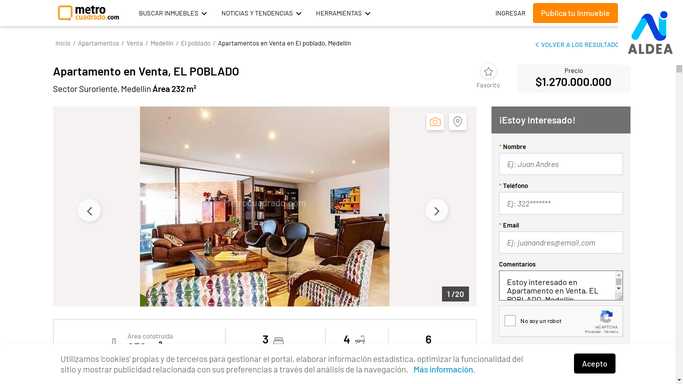 metro
cuadrado.com
BUSCAR INMUEBLES
NOTICIAS Y TENDENCIAS
HERRAMIENTAS
INGRESAR
Publica tu Inmueble
ALDEA
Inicio / Apartamentos / Venta / Medellín / El poblado / Apartamentos en Venta en El poblado, Medellín
VOLVER A LOS RESULTADO
Apartamento en Venta, EL POBLADO
Sector Suroriente, Medellín Área 232 m²
Favorito
Precio
$1.270.000.000
¡Estoy Interesado!
* Nombre
Ej: Juan Andres
* Teléfono
Ej: 322*******
* Email
Ej: juanandres@email.com
Comentarios
Estoy interesado en
Apartamento en Venta, EL
POBLADO, Medellín
No soy un robot
reCAPTCHA
Privacidad - Términos
1 / 20
Área construida
3
4
6
Utilizamos 'cookies' propias y de terceros para gestionar el portal, elaborar información estadística, optimizar la funcionalidad del
sitio y mostrar publicidad relacionada con sus preferencias a través del análisis de la navegación. Más información.
Acepto